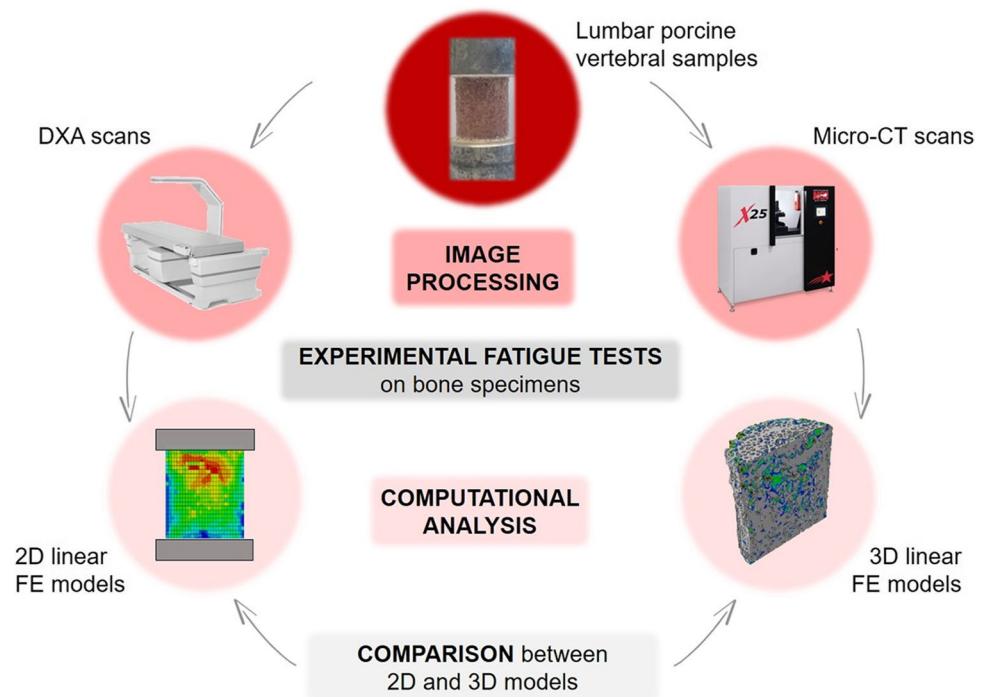 Lumbar porcine
vertebral samples
DXA scans
Micro-CT scans
X25
IMAGE
PROCESSING
EXPERIMENTAL FATIGUE TESTS
on bone specimens
COMPUTATIONAL
ANALYSIS
2D linear
FE models
3D linear
FE models
COMPARISON between
2D and 3D models